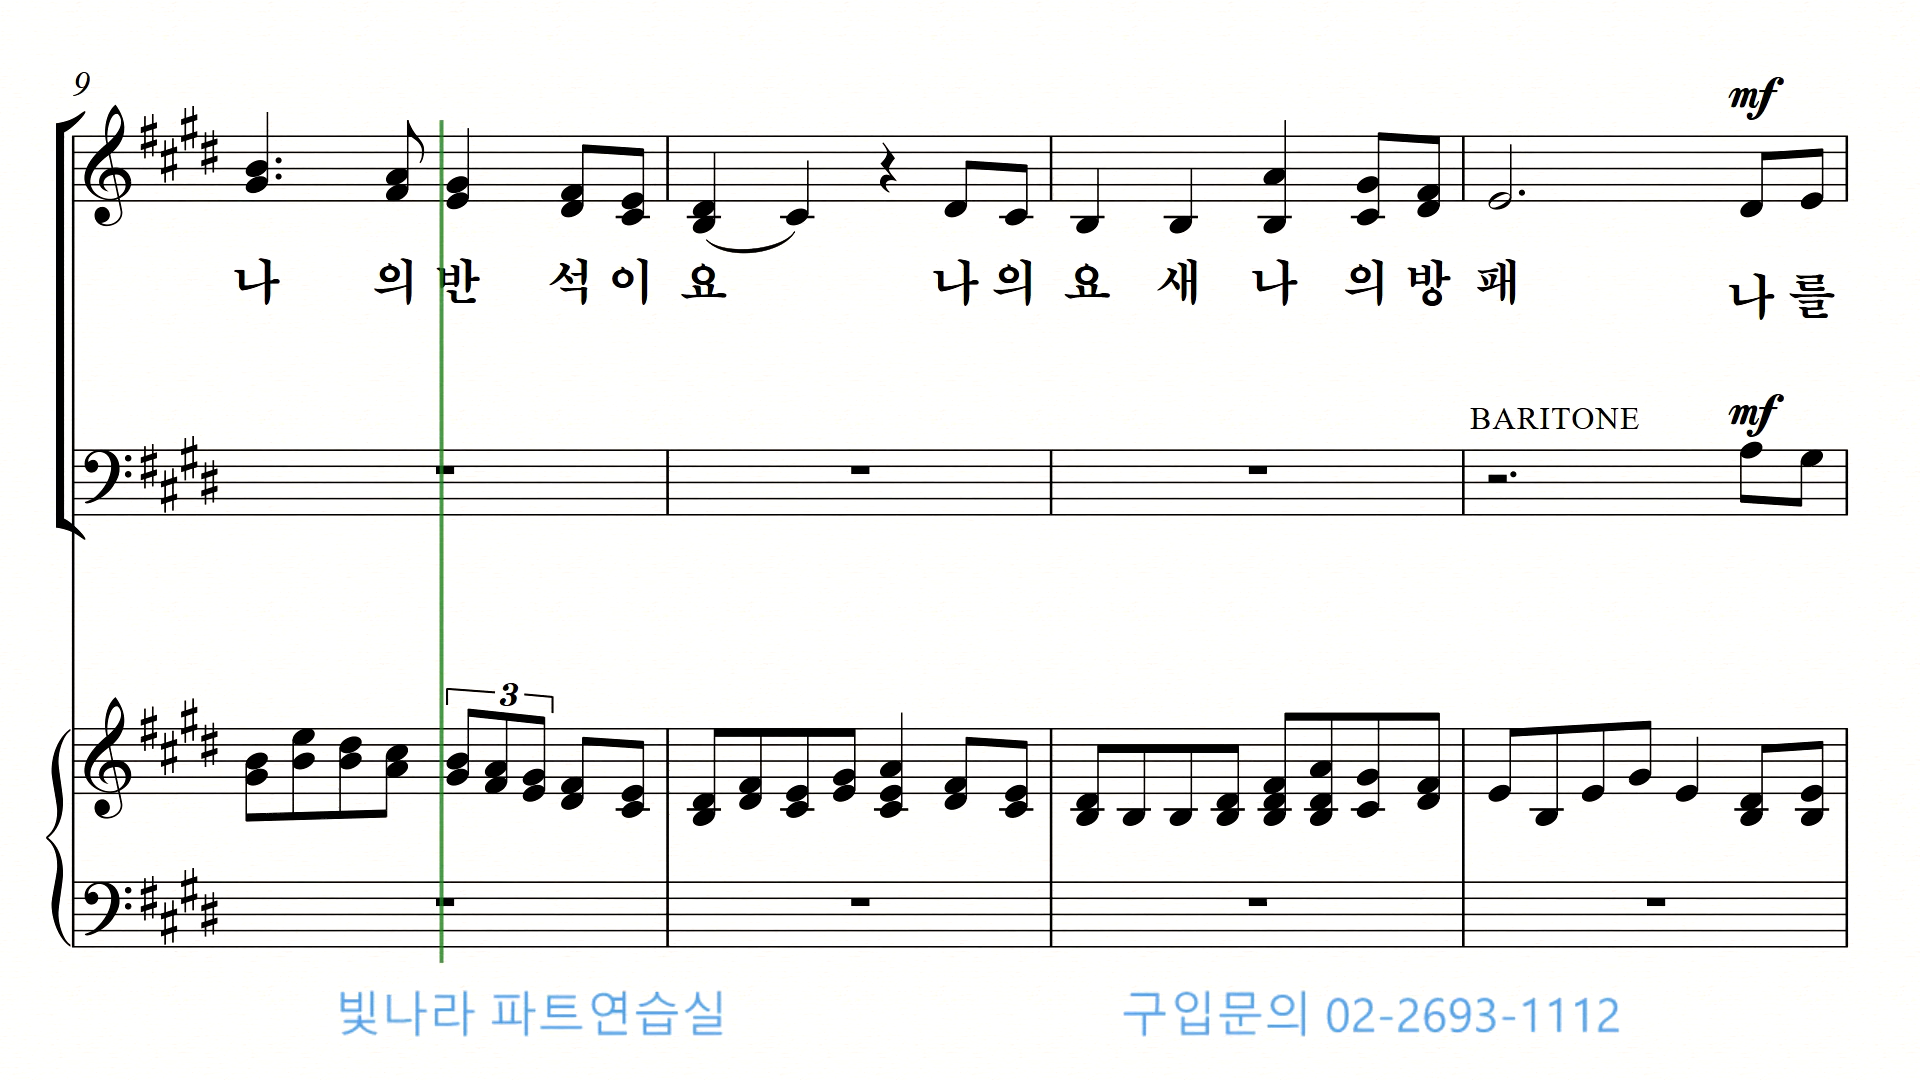 9
mf
나 의 반 석 이 요 나 의 요 새 나 의 방 패 나 를
BARITONE mf
3
빛나라 파트연습실 구입문의 02-2693-1112